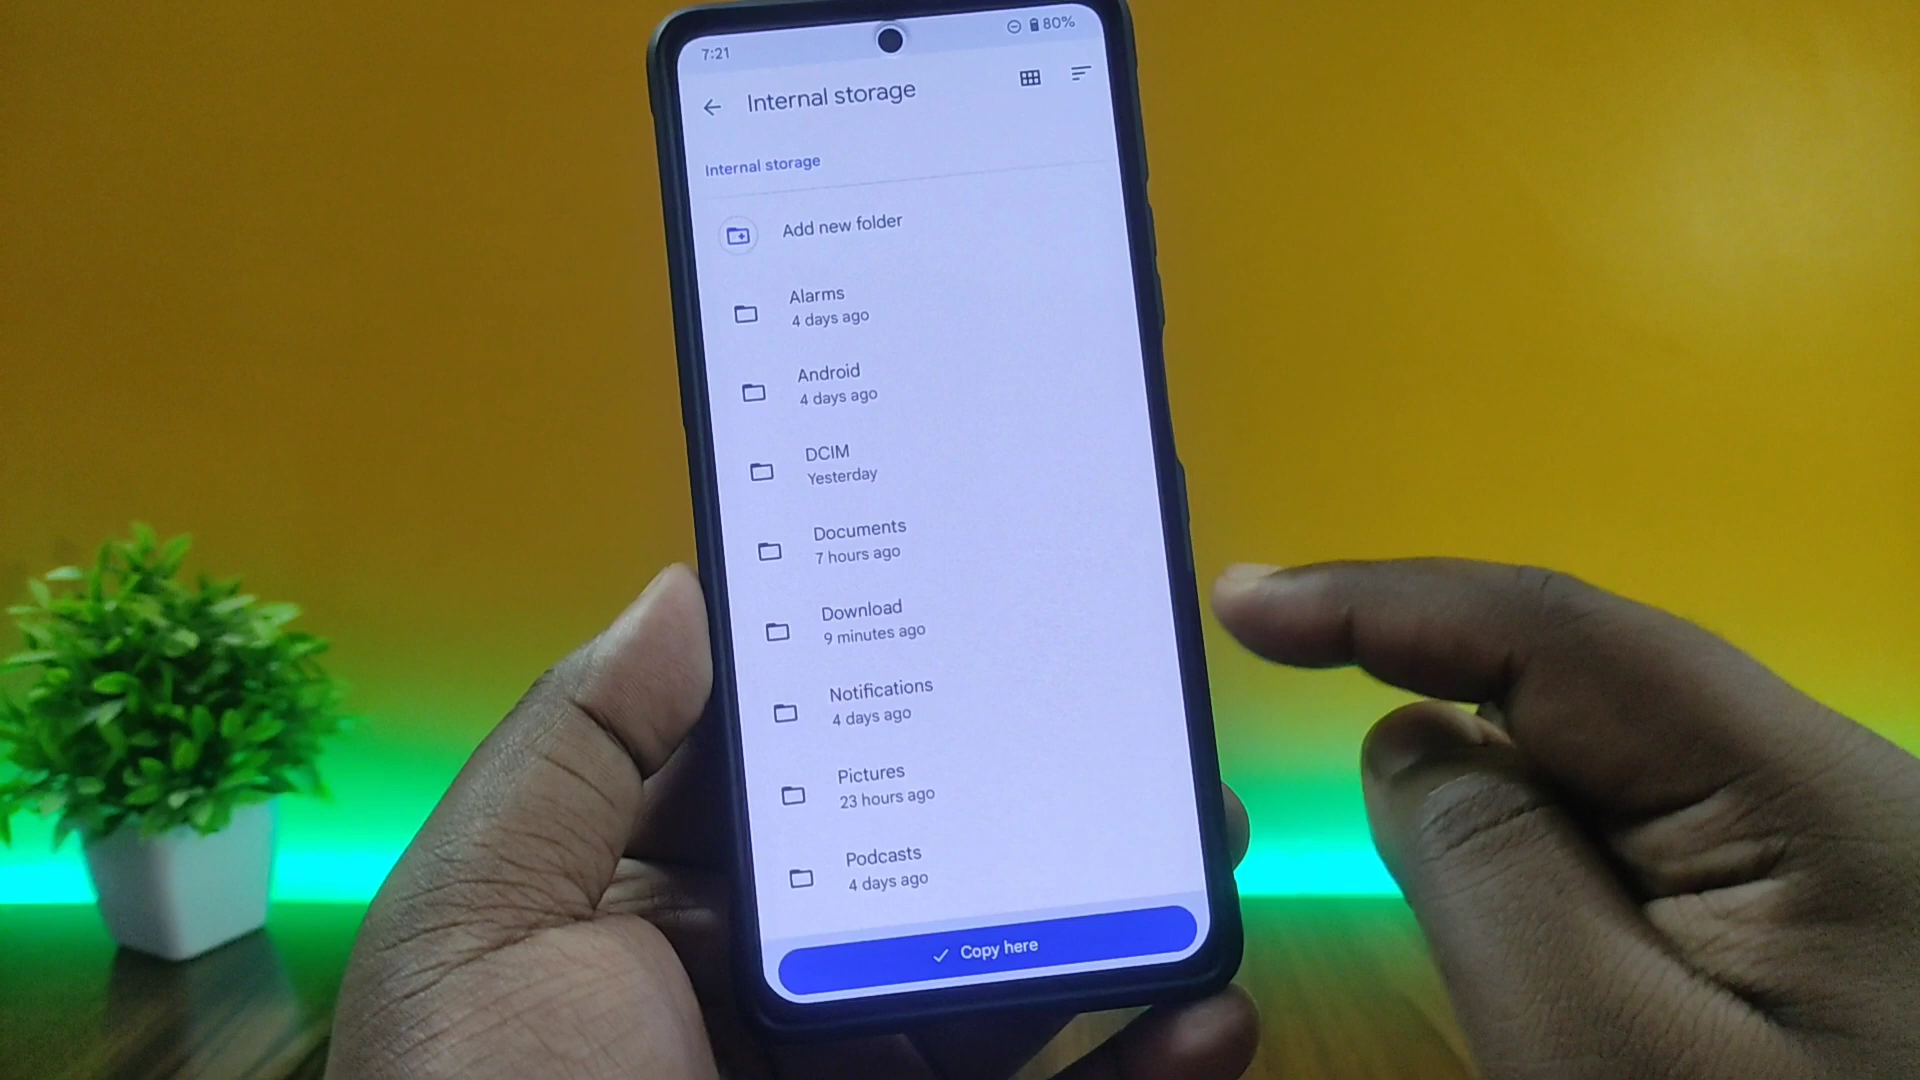 7:21
80%
Internal storage
Internal storage
Add new folder
Alarms
4 days ago
Android
4 days ago
DCIM
Yesterday
Documents
7 hours ago
Download
9 minutes ago
Notifications
4 days ago
Pictures
23 hours ago
Podcasts
4 days ago
Copy here